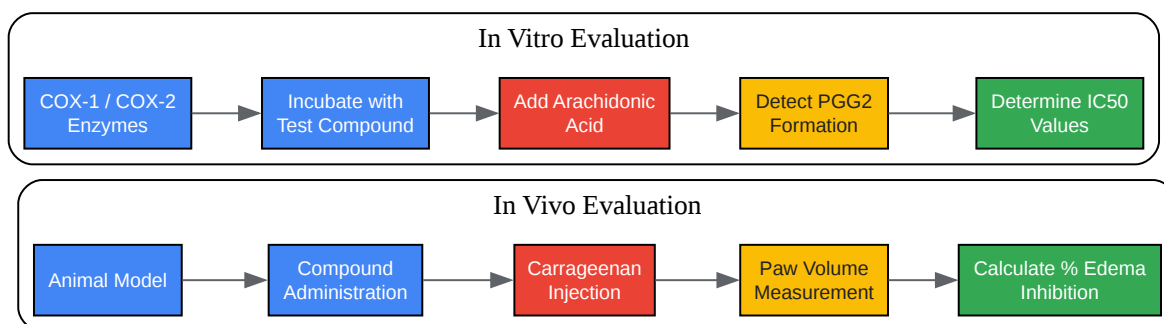 In Vitro Evaluation
COX-1 / COX-2
Enzymes
Incubate with
Test Compound
Add Arachidonic
Acid
Detect PGG2
Formation
Determine IC50
Values
In Vivo Evaluation
Animal Model
Compound
Administration
Carrageenan
Injection
Paw Volume
Measurement
Calculate % Edema
Inhibition